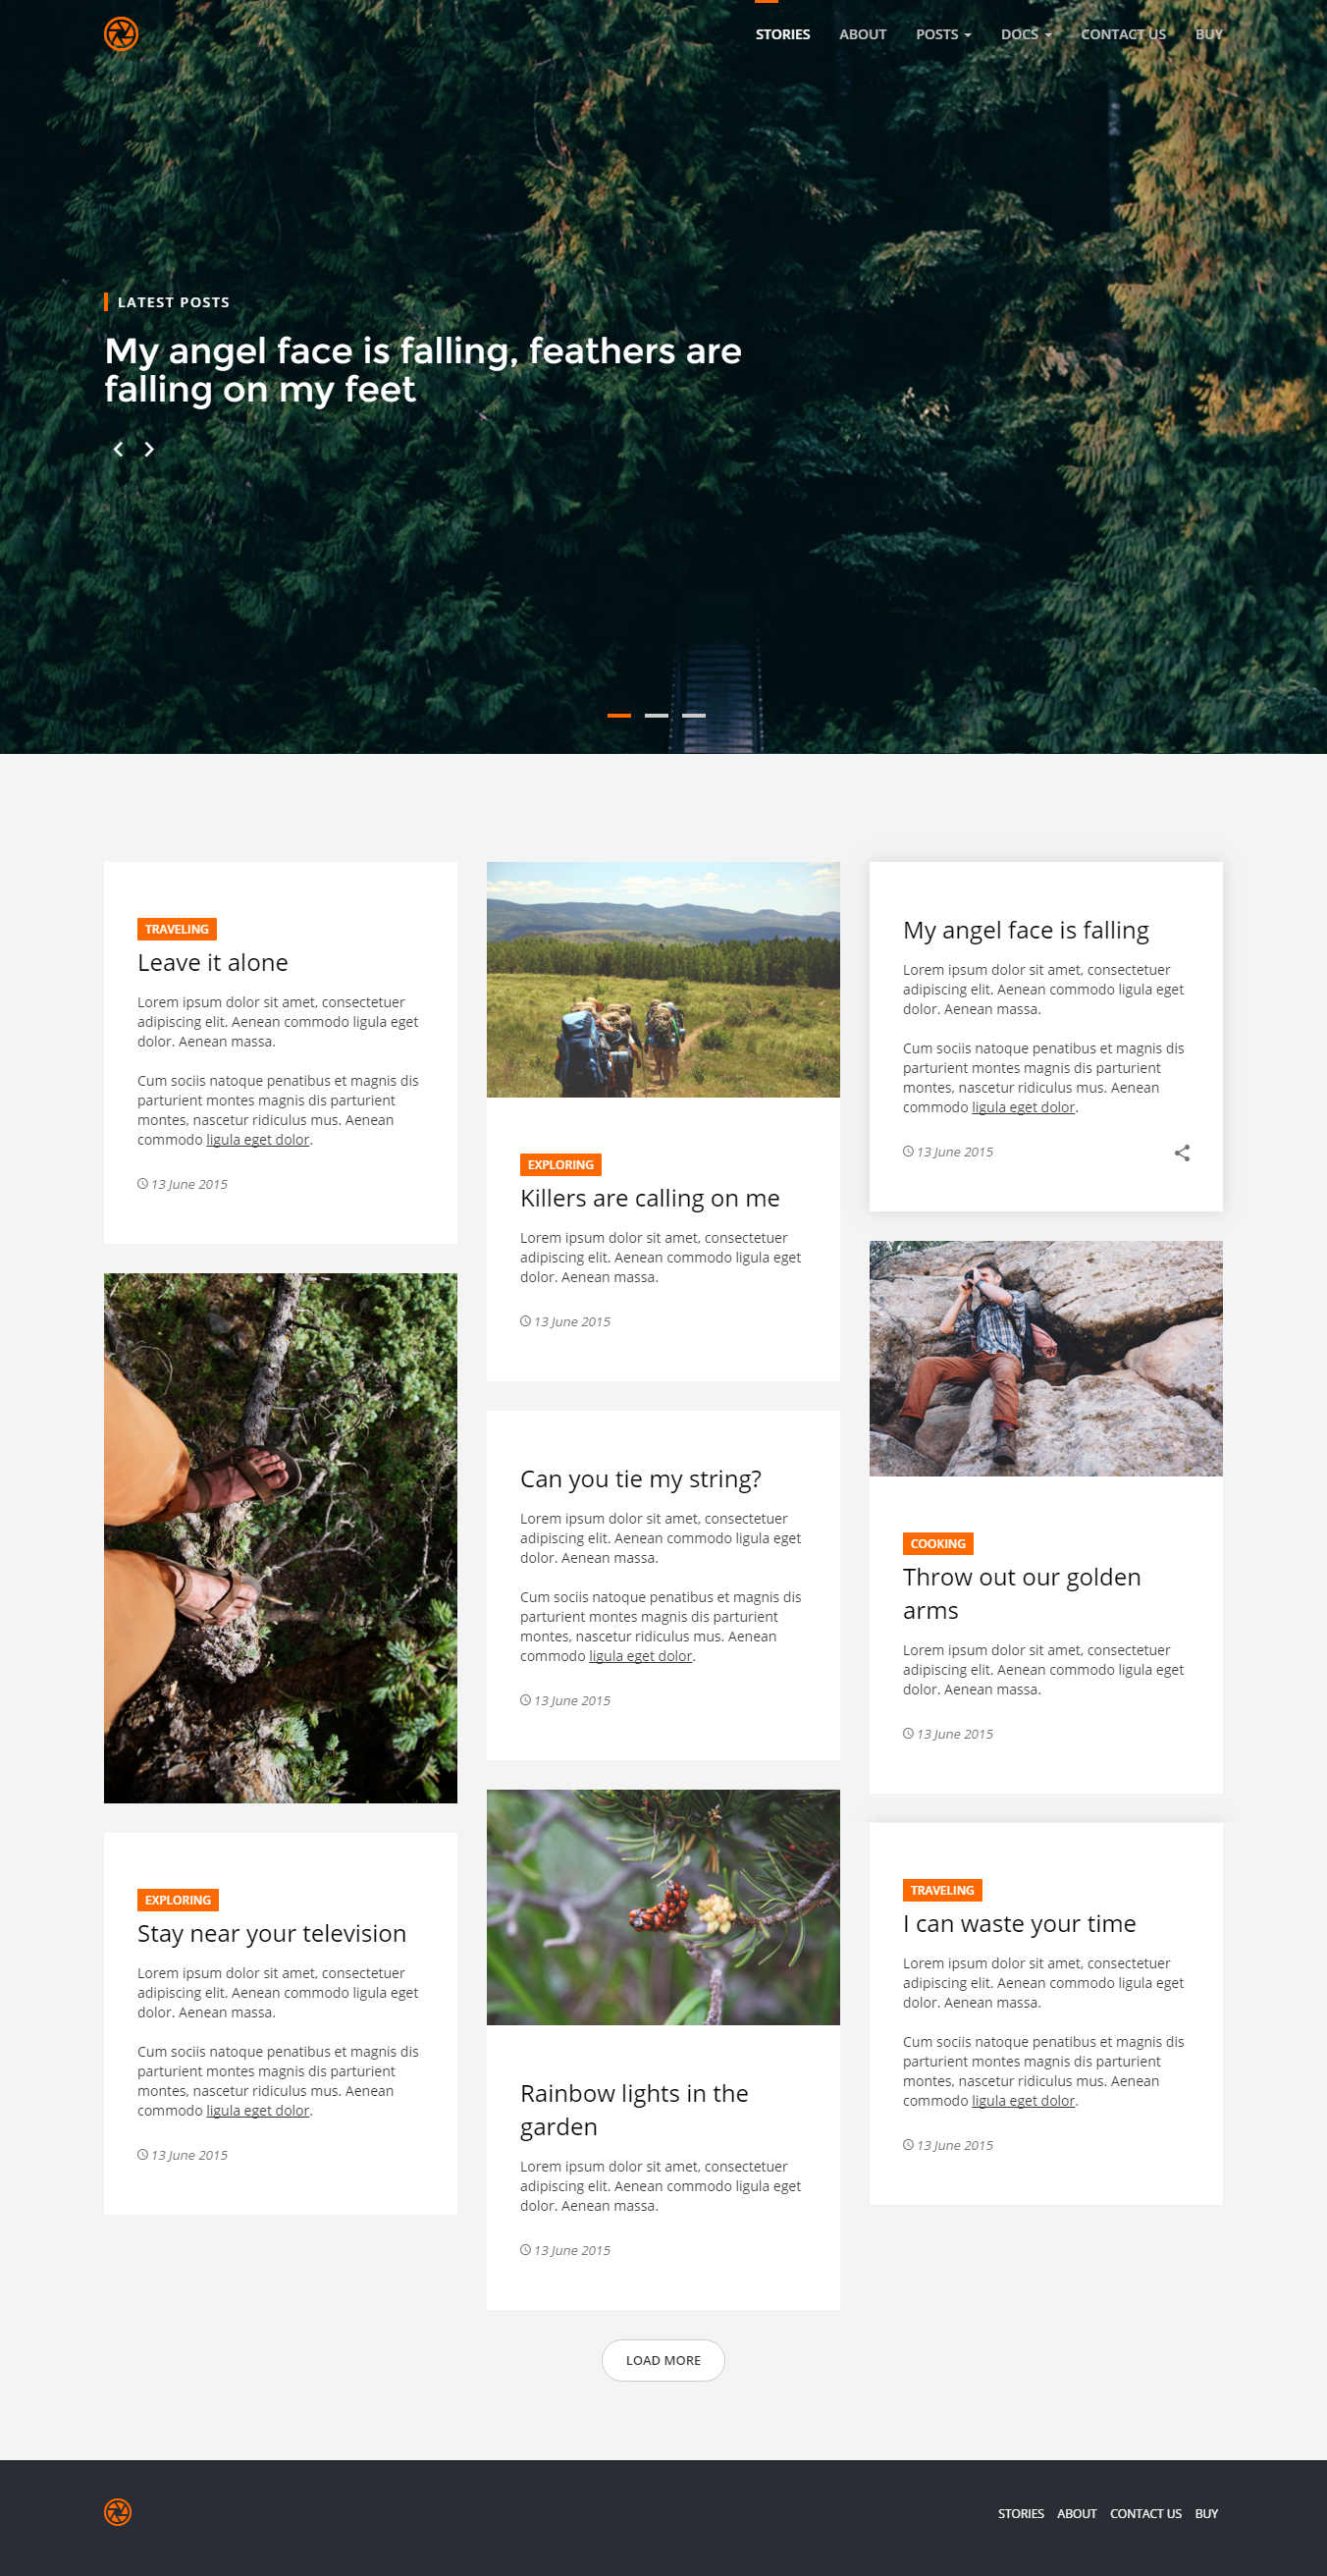 STORIES ABOUT POSTS DOCS CONTACT US BUY
LATEST POSTS
My angel face is falling, feathers are
falling on my feet
TRAVELING
Leave it alone
Lorem ipsum dolor sit amet, consectetuer
adipiscing elit. Aenean commodo ligula eget
dolor. Aenean massa.
Cum sociis natoque penatibus et magnis dis
parturient montes magnis dis parturient
montes, nascetur ridiculus mus. Aenean
commodo ligula eget dolor.
13 June 2015
EXPLORING
Stay near your television
Lorem ipsum dolor sit amet, consectetuer
adipiscing elit. Aenean commodo ligula eget
dolor. Aenean massa.
Cum sociis natoque penatibus et magnis dis
parturient montes magnis dis parturient
montes, nascetur ridiculus mus. Aenean
commodo ligula eget dolor.
13 June 2015
EXPLORING
Killers are calling on me
Lorem ipsum dolor sit amet, consectetuer
adipiscing elit. Aenean commodo ligula eget
dolor. Aenean massa.
13 June 2015
Can you tie my string?
Lorem ipsum dolor sit amet, consectetuer
adipiscing elit. Aenean commodo ligula eget
dolor. Aenean massa.
Cum sociis natoque penatibus et magnis dis
parturient montes magnis dis parturient
montes, nascetur ridiculus mus. Aenean
commodo ligula eget dolor.
13 June 2015
Rainbow lights in the
garden
Lorem ipsum dolor sit amet, consectetuer
adipiscing elit. Aenean commodo ligula eget
dolor. Aenean massa.
13 June 2015
My angel face is falling
Lorem ipsum dolor sit amet, consectetuer
adipiscing elit. Aenean commodo ligula eget
dolor. Aenean massa.
Cum sociis natoque penatibus et magnis dis
parturient montes magnis dis parturient
montes, nascetur ridiculus mus. Aenean
commodo ligula eget dolor.
13 June 2015
COOKING
Throw out our golden
arms
Lorem ipsum dolor sit amet, consectetuer
adipiscing elit. Aenean commodo ligula eget
dolor. Aenean massa.
13 June 2015
TRAVELING
I can waste your time
Lorem ipsum dolor sit amet, consectetuer
adipiscing elit. Aenean commodo ligula eget
dolor. Aenean massa.
Cum sociis natoque penatibus et magnis dis
parturient montes magnis dis parturient
montes, nascetur ridiculus mus. Aenean
commodo ligula eget dolor.
13 June 2015
LOAD MORE
STORIES ABOUT CONTACT US BUY